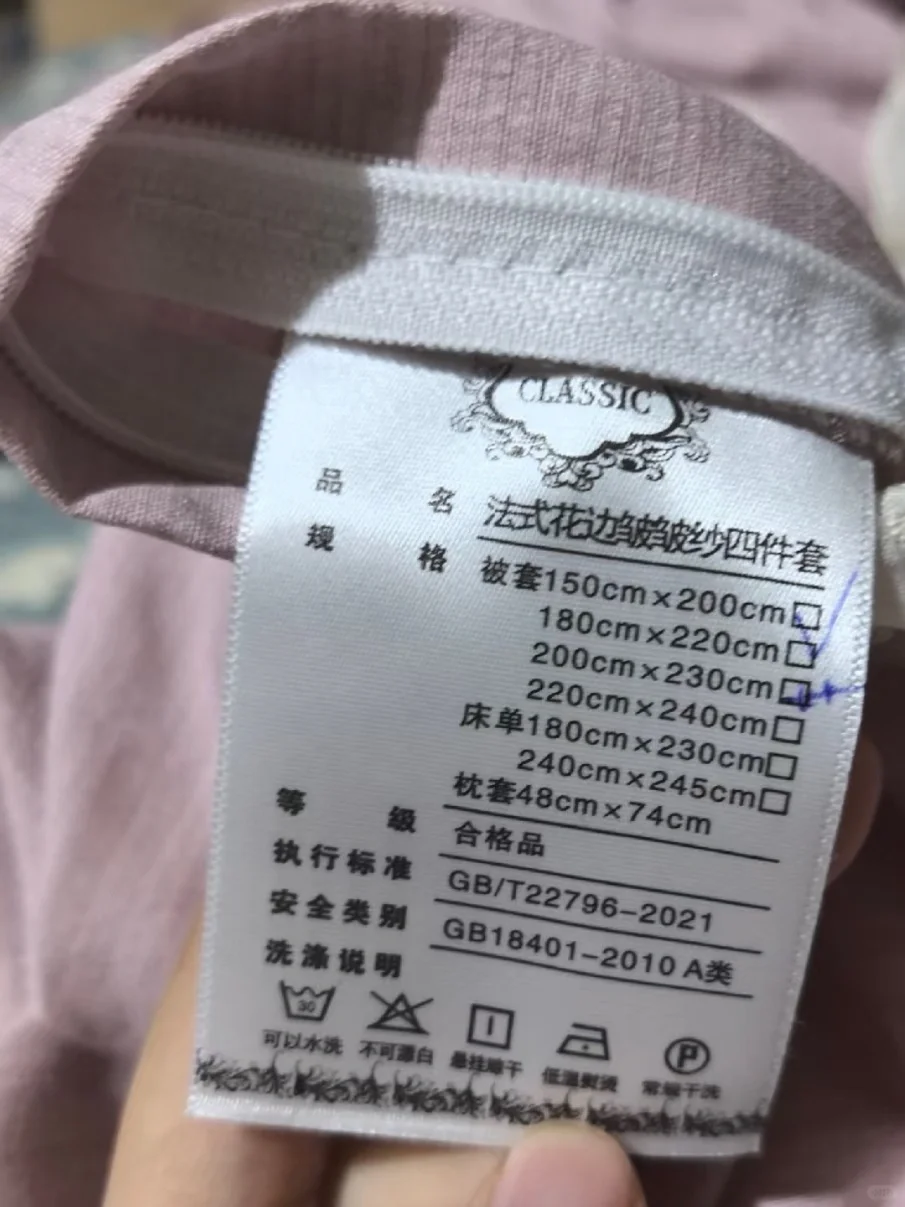 CLASSIC
品 名 法式花边皱皱纱四件套
规 格 被套150cm×200cm□
180cm×220cm□
200cm×230cm□
220cm×240cm□
床单180cm×230cm□
240cm×245cm□
枕套48cm×74cm
等 级 合格品
执行标准 GB/T22796-2021
安全类别 GB18401-2010 A类
洗涤说明
30 P
可以水洗 不可漂白 悬挂晾干 低温熨烫 常规干洗